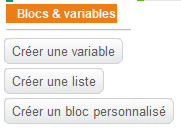 Blocs & variables
Créer une variable
Créer une liste
Créer un bloc personnalisé